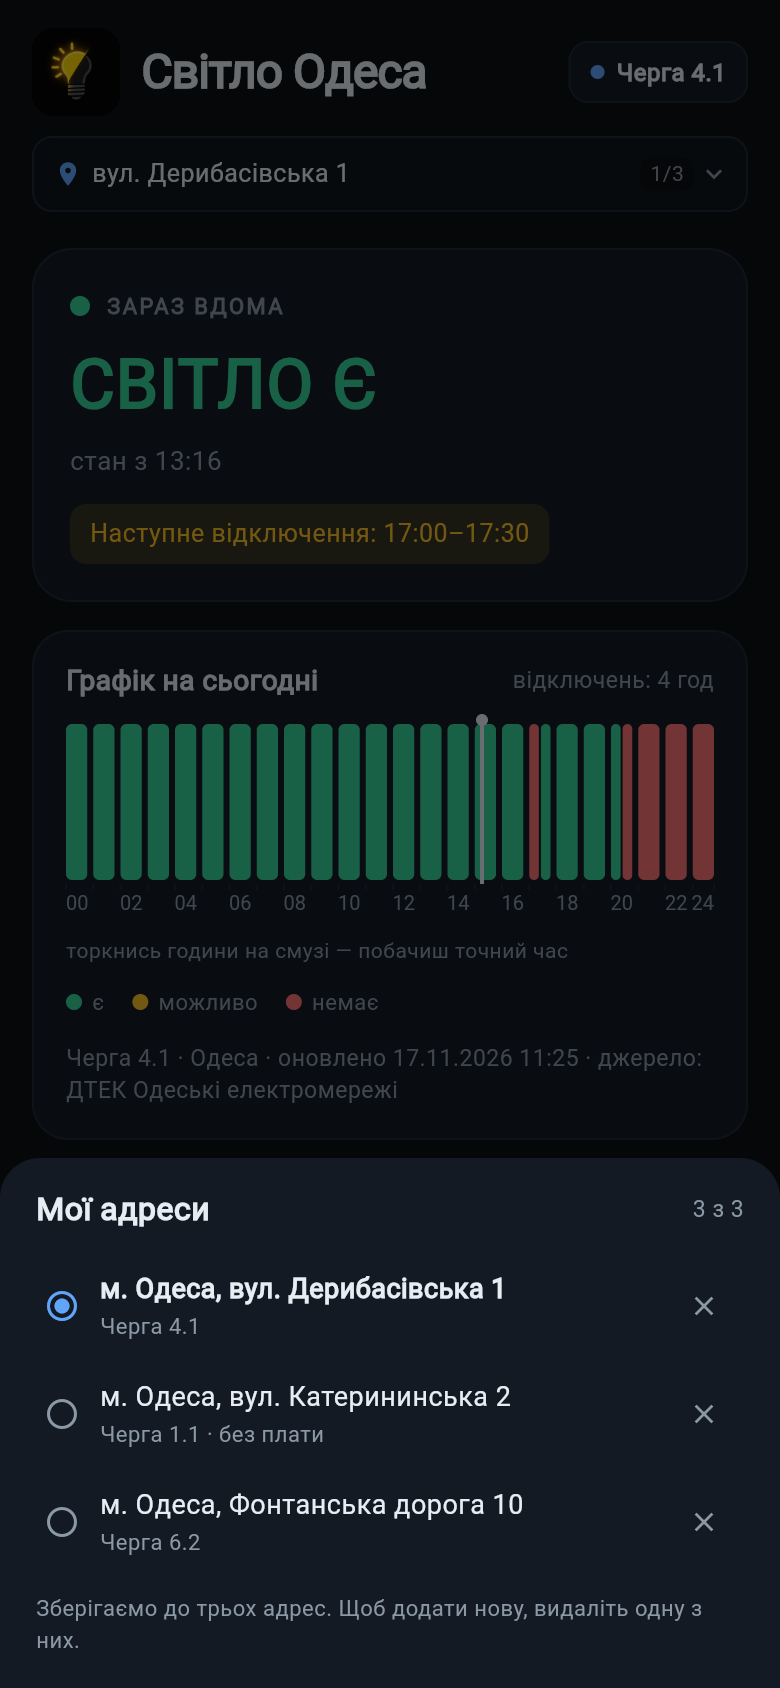 Світло Одеса
Черга 4.1
вул. Дерибасівська 1
1/3
ЗАРАЗ ВДОМА
СВІТЛО Є
стан з 13:16
Наступне відключення: 17:00–17:30
Графік на сьогодні
відключень: 4 год
00 02 04 06 08 10 12 14 16 18 20 22 24
торкнись години на смузі — побачиш точний час
є можливо немає
Черга 4.1 · Одеса · оновлено 17.11.2026 11:25 · джерело:
ДТЕК Одеські електромережі
Мої адреси
3 з 3
м. Одеса, вул. Дерибасівська 1
Черга 4.1
м. Одеса, вул. Катерининська 2
Черга 1.1 · без плати
м. Одеса, Фонтанська дорога 10
Черга 6.2
Зберігаємо до трьох адрес. Щоб додати нову, видаліть одну з
них.